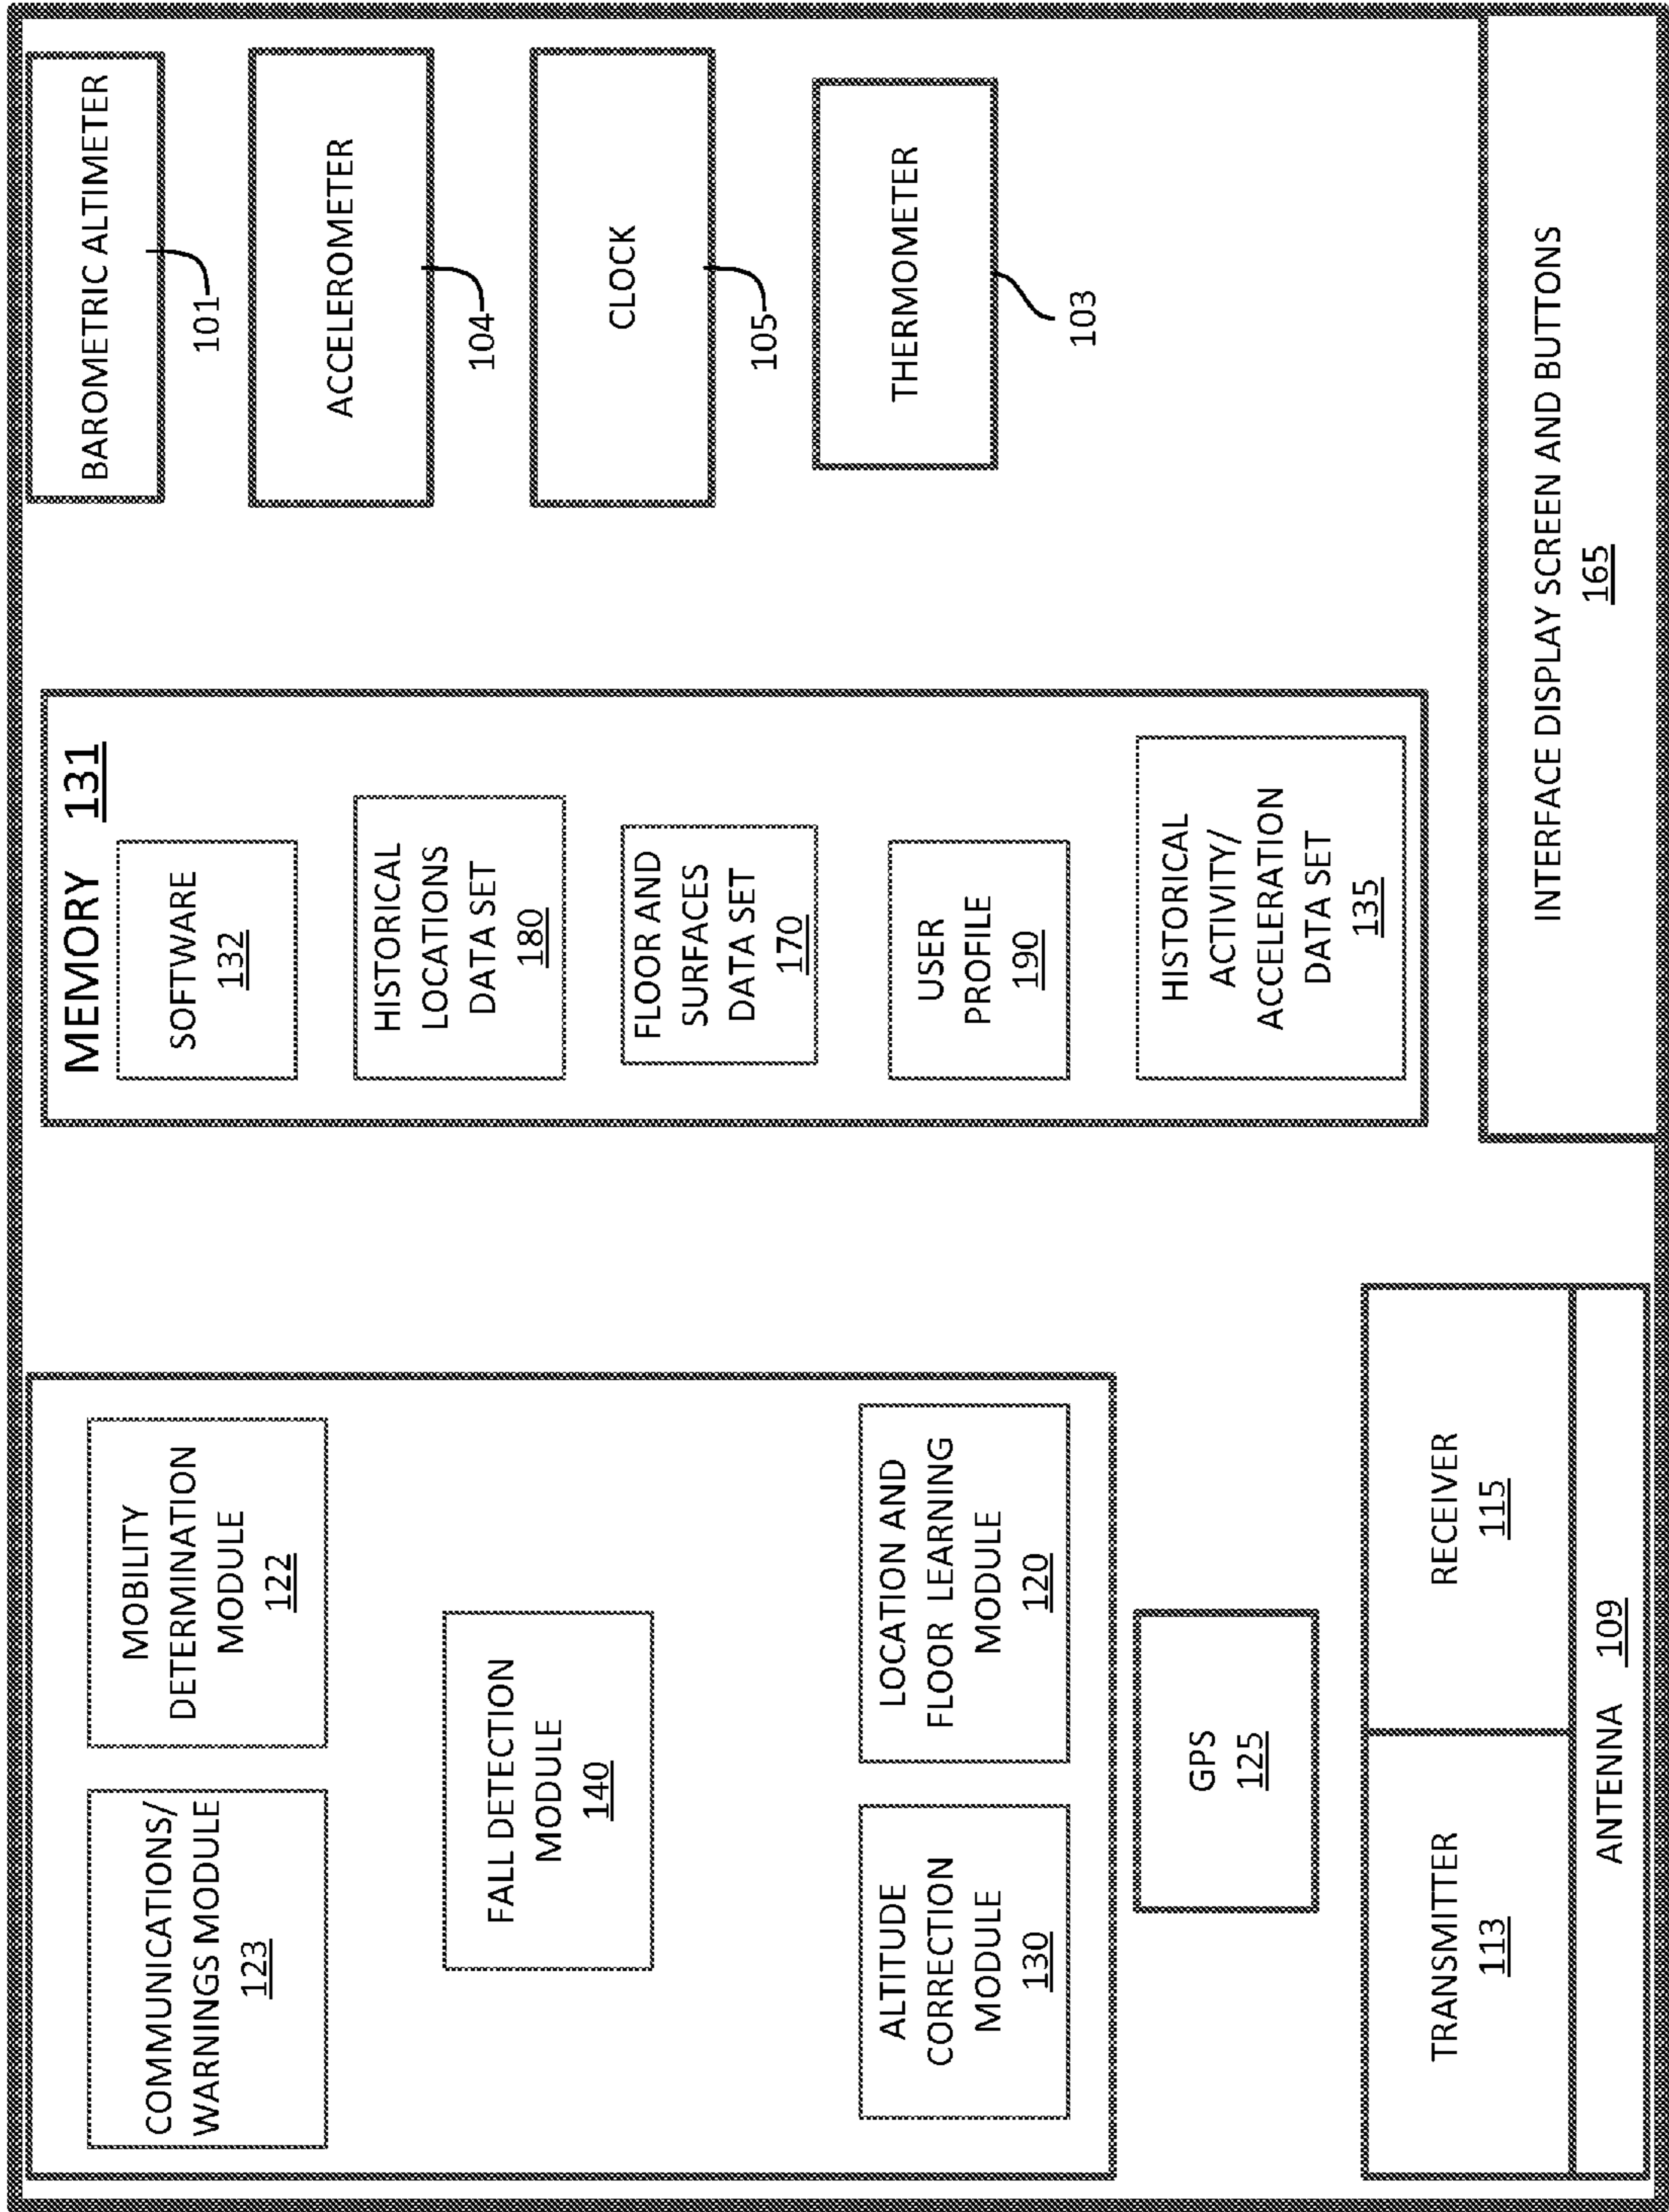 COMMUNICATIONS/
WARNINGS MODULE
123
MOBILITY
DETERMINATION
MODULE
122
FALL DETECTION
MODULE
140
ALTITUDE
CORRECTION
MODULE
130
LOCATION AND
FLOOR LEARNING
MODULE
120
GPS
125
TRANSMITTER
113
RECEIVER
115
ANTENNA 109
MEMORY 131
SOFTWARE
132
HISTORICAL
LOCATIONS
DATA SET
180
FLOOR AND
SURFACES
DATA SET
170
USER
PROFILE
190
HISTORICAL
ACTIVITY/
ACCELERATION
DATA SET
135
BAROMETRIC ALTIMETER
101
ACCELEROMETER
104
CLOCK
105
THERMOMETER
103
INTERFACE DISPLAY SCREEN AND BUTTONS
165